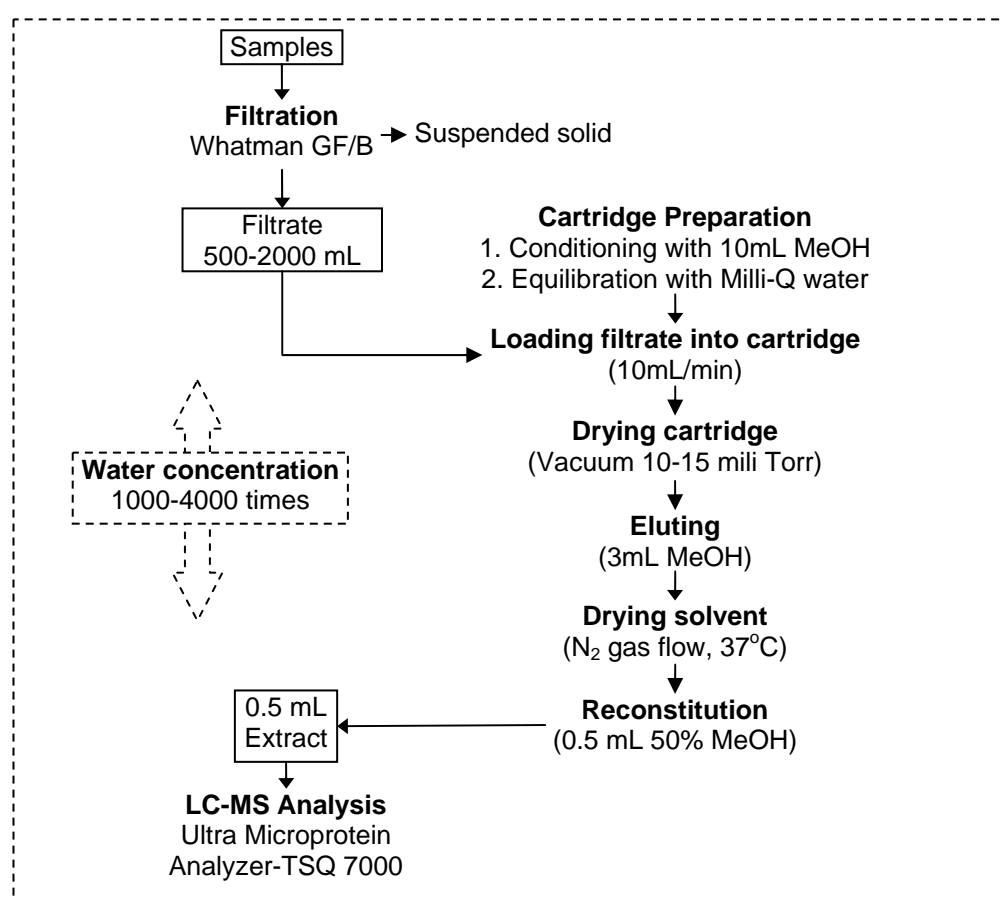 Samples
Filtration
Whatman GF/B
Suspended solid
Filtrate
500-2000 mL
Cartridge Preparation
1. Conditioning with 10mL MeOH
2. Equilibration with Milli-Q water
Loading filtrate into cartridge
(10mL/min)
Drying cartridge
(Vacuum 10-15 mili Torr)
Water concentration
1000-4000 times
Eluting
(3mL MeOH)
Drying solvent
(N₂ gas flow, 37°C)
Reconstitution
(0.5 mL 50% MeOH)
0.5 mL
Extract
LC-MS Analysis
Ultra Microprotein
Analyzer-TSQ 7000